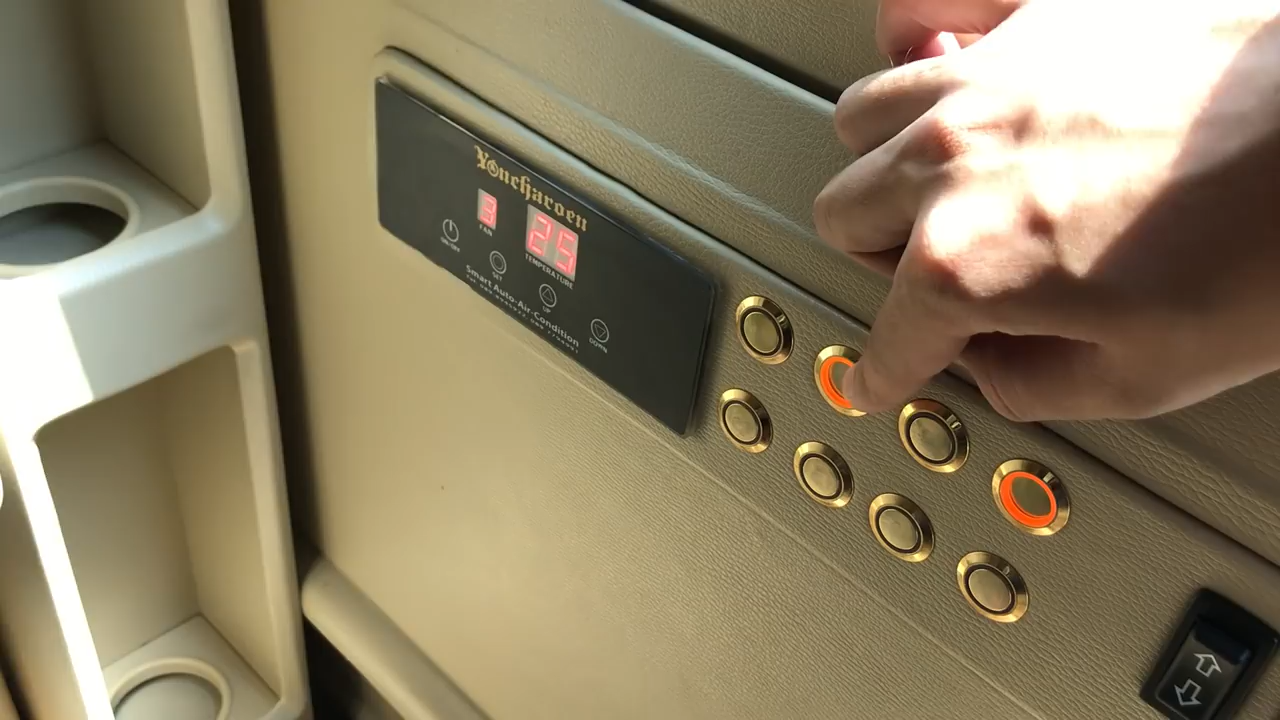 Yoncharoen
3
25
FAN
TEMPERATURE
ON/OFF
SET
UP
DOWN
Smart Auto-Air-Condition